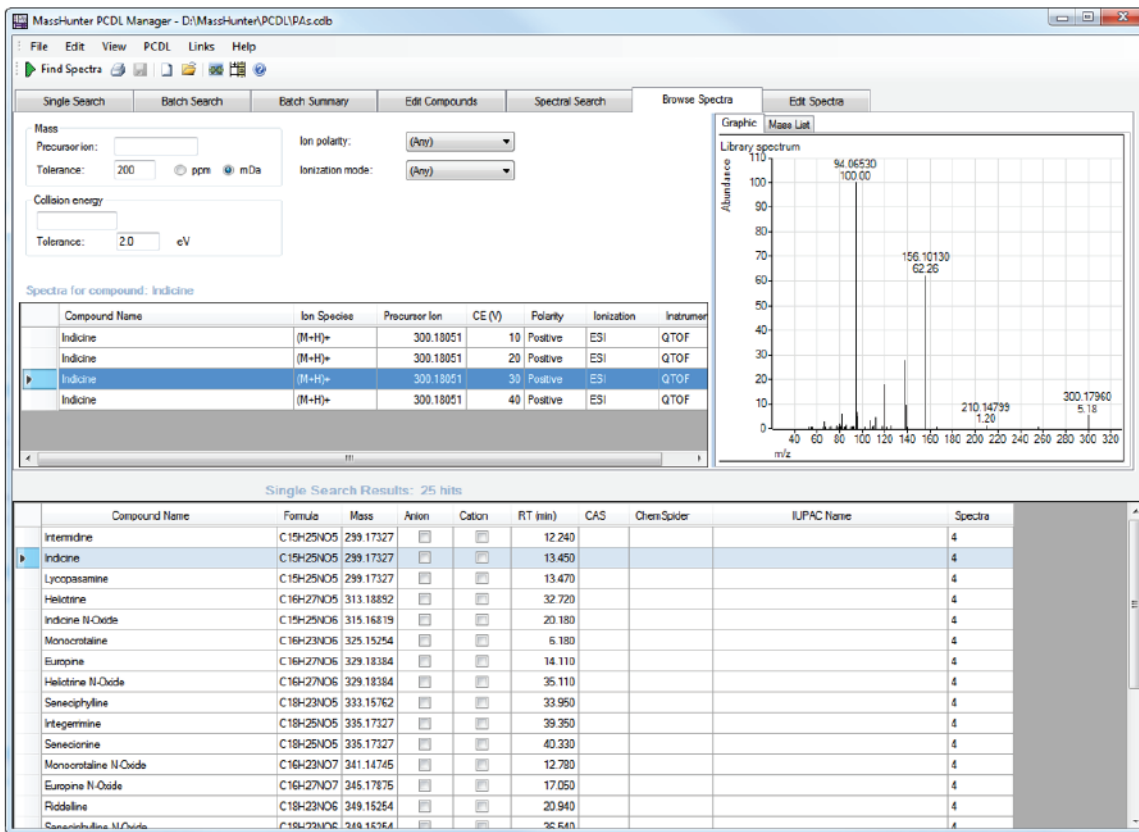 MassHunter PCDL Manager - D:\MassHunter\PCDL\PAs.cdb
File Edit View PCDL Links Help
Find Spectra
Single Search Batch Search Batch Summary Edit Compounds Spectral Search Browse Spectra Edit Spectra
Mass
Precursor ion:
Tolerance: 200 ppm mDa
Ion polarity: (Any)
Ionization mode: (Any)
Collision energy
Tolerance: 2.0 eV
Graphic Mass List
Library spectrum
Abundance
110
100
90
80
70
60
50
40
30
20
10
0
94.06530
100.00
156.10130
62.26
210.14799
1.20
300.17960
5.18
40 60 80 100 120 140 160 180 200 220 240 260 280 300 320
m/z
Spectra for compound: Indicine
Compound Name Ion Species Precursor Ion CE (V) Polarity Ionization Instrumer
Indicine (M+H)+ 300.18051 10 Positive ESI QTOF
Indicine (M+H)+ 300.18051 20 Positive ESI QTOF
Indicine (M+H)+ 300.18051 30 Positive ESI QTOF
Indicine (M+H)+ 300.18051 40 Positive ESI QTOF
Single Search Results: 25 hits
Compound Name Formula Mass Anion Cation RT (min) CAS ChemSpider IUPAC Name Spectra
Intermidine C15H25NO5 299.17327 12.240 4
Indicine C15H25NO5 299.17327 13.450 4
Lycopasamine C15H25NO5 299.17327 13.470 4
Heliotrine C16H27NO5 313.18892 32.720 4
Indicine N-Oxide C15H25NO6 315.16819 20.180 4
Monocrotaline C16H23NO6 325.15254 6.180 4
Europine C16H27NO6 329.18384 14.110 4
Heliotrine N-Oxide C16H27NO6 329.18384 35.110 4
Seneciphylline C18H23NO5 333.15762 33.950 4
Integerrimine C18H25NO5 335.17327 39.350 4
Senecionine C18H25NO5 335.17327 40.330 4
Monocrotaline N-Oxide C16H23NO7 341.14745 12.780 4
Europine N-Oxide C16H27NO7 345.17875 17.050 4
Riddelline C18H23NO6 349.15254 20.940 4
Seneciphylline N-Oxide C18H23NO6 349.15254 36.540 4